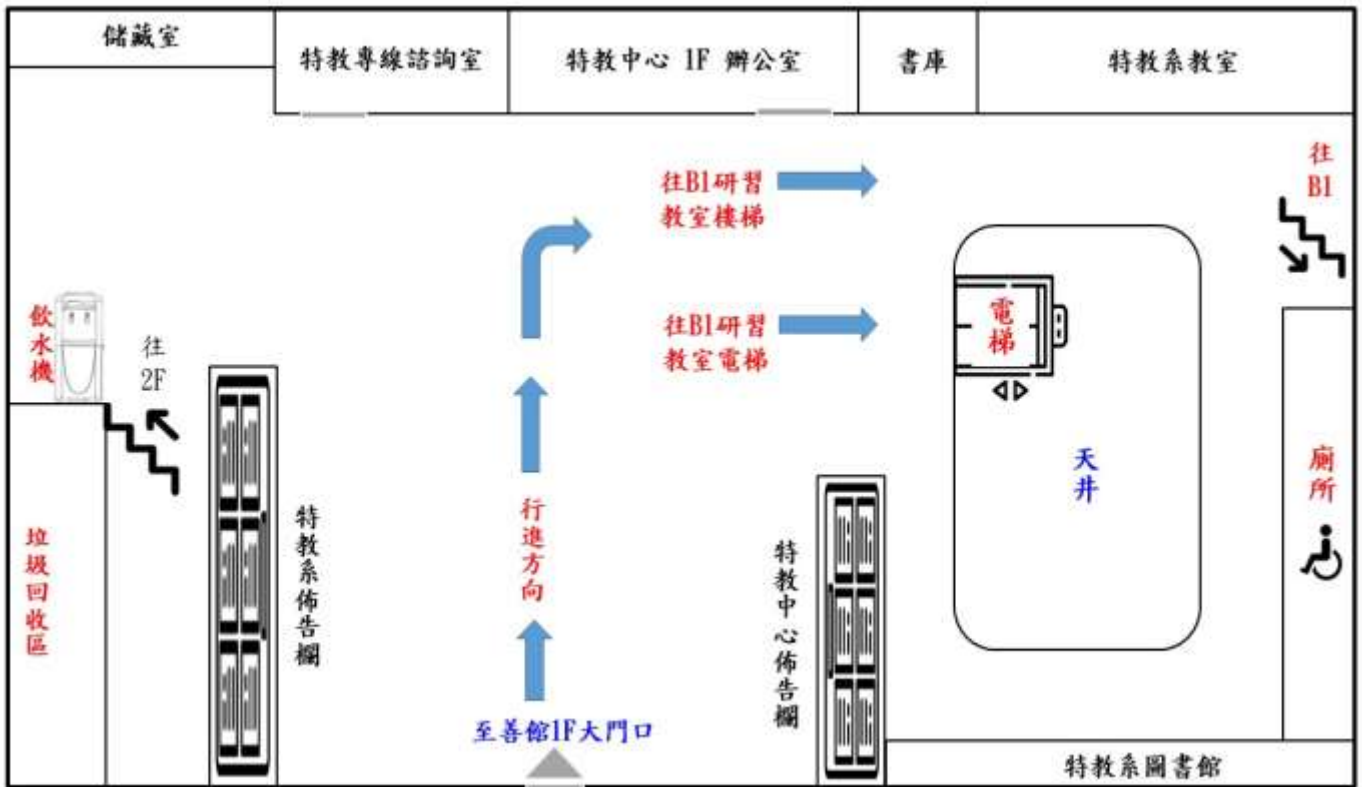 儲藏室
特教專線諮詢室
特教中心 1F 辦公室
書庫
特教系教室
往B1研習
教室樓梯
往
B1
往B1研習
教室電梯
電梯
飲水機
往
2F
天井
廁所
行進方向
特教系佈告欄
特教中心佈告欄
垃圾回收區
至善館1F大門口
特教系圖書館